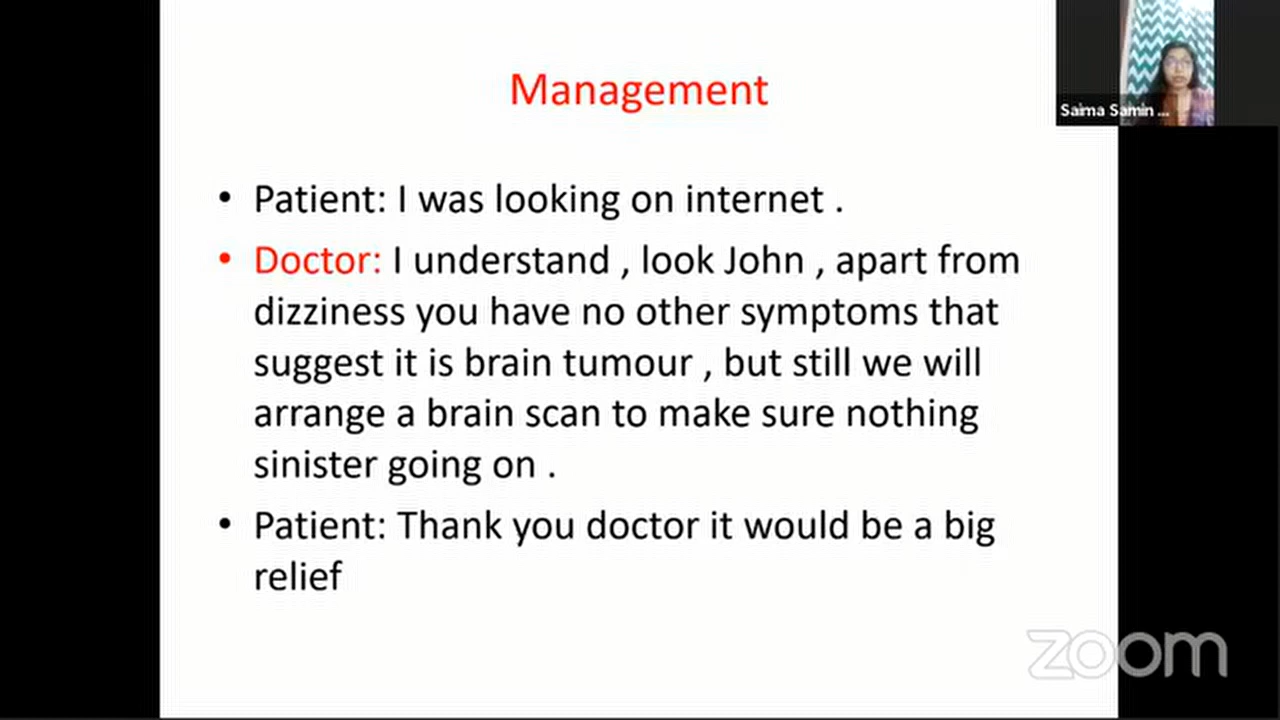 Management
Saima Samin ...
• Patient: I was looking on internet .
• Doctor: I understand , look John , apart from
dizziness you have no other symptoms that
suggest it is brain tumour , but still we will
arrange a brain scan to make sure nothing
sinister going on .
• Patient: Thank you doctor it would be a big
relief
zoom